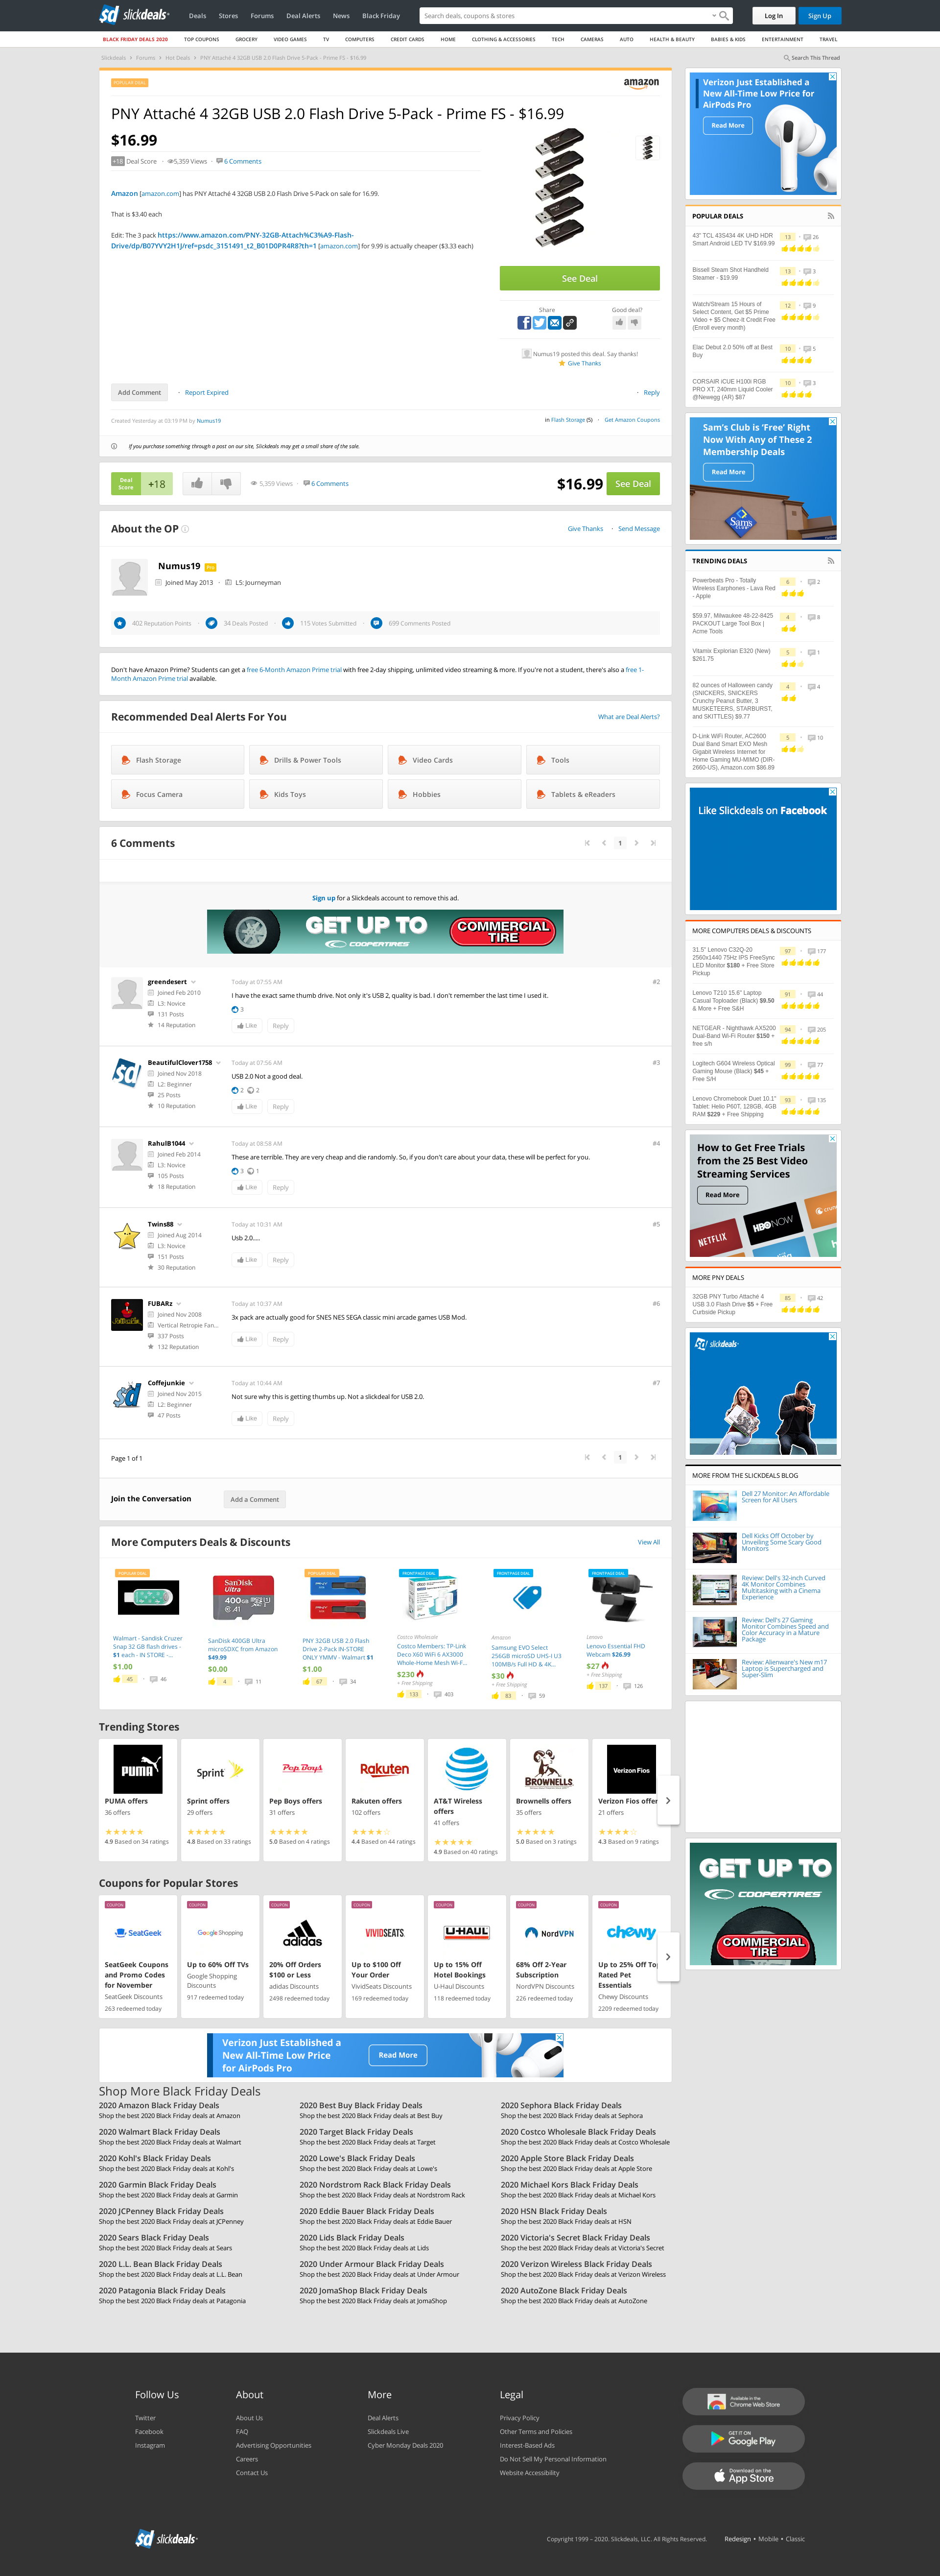 slickdeals
Deals Stores Forums Deal Alerts News Black Friday
Search deals, coupons & stores
Log In Sign Up
BLACK FRIDAY DEALS 2020 TOP COUPONS GROCERY VIDEO GAMES TV COMPUTERS CREDIT CARDS HOME CLOTHING & ACCESSORIES TECH CAMERAS AUTO HEALTH & BEAUTY BABIES & KIDS ENTERTAINMENT TRAVEL
Slickdeals Forums Hot Deals PNY Attaché 4 32GB USB 2.0 Flash Drive 5-Pack - Prime FS - $16.99
Search This Thread
POPULAR DEAL
amazon
PNY Attaché 4 32GB USB 2.0 Flash Drive 5-Pack - Prime FS - $16.99
$16.99
+18 Deal Score 5,359 Views 6 Comments
Amazon [amazon.com] has PNY Attaché 4 32GB USB 2.0 Flash Drive 5-Pack on sale for 16.99.
That is $3.40 each
Edit: The 3 pack https://www.amazon.com/PNY-32GB-Attach%C3%A9-Flash-
Drive/dp/B07YVY2H1J/ref=psdc_3151491_t2_B01D0PR4R8?th=1 [amazon.com] for 9.99 is actually cheaper ($3.33 each)
See Deal
Share Good deal?
Numus19 posted this deal. Say thanks!
Give Thanks
Add Comment Report Expired Reply
Created Yesterday at 03:19 PM by Numus19
in Flash Storage (5) Get Amazon Coupons
If you purchase something through a post on our site, Slickdeals may get a small share of the sale.
Deal
Score
+18
5,359 Views 6 Comments
$16.99 See Deal
About the OP
Give Thanks Send Message
Numus19 Pro
Joined May 2013 L5: Journeyman
402 Reputation Points 34 Deals Posted 115 Votes Submitted 699 Comments Posted
Don't have Amazon Prime? Students can get a free 6-Month Amazon Prime trial with free 2-day shipping, unlimited video streaming & more. If you're not a student, there's also a free 1-
Month Amazon Prime trial available.
Recommended Deal Alerts For You
What are Deal Alerts?
Flash Storage Drills & Power Tools Video Cards Tools
Focus Camera Kids Toys Hobbies Tablets & eReaders
6 Comments
1
Sign up for a Slickdeals account to remove this ad.
GET UP TO
COOPERTIRES
COMMERCIAL
TIRE
greendesert
Joined Feb 2010
L3: Novice
131 Posts
14 Reputation
Today at 07:55 AM
#2
I have the exact same thumb drive. Not only it's USB 2, quality is bad. I don't remember the last time I used it.
3
Like Reply
BeautifulClover1758
Joined Nov 2018
L2: Beginner
25 Posts
10 Reputation
Today at 07:56 AM
#3
USB 2.0 Not a good deal.
2 2
Like Reply
RahulB1044
Joined Feb 2014
L3: Novice
105 Posts
18 Reputation
Today at 08:58 AM
#4
These are terrible. They are very cheap and die randomly. So, if you don't care about your data, these will be perfect for you.
3 1
Like Reply
Twins88
Joined Aug 2014
L3: Novice
151 Posts
30 Reputation
Today at 10:31 AM
#5
Usb 2.0.....
Like Reply
FUBARz
Joined Nov 2008
Vertical Retropie Fan...
337 Posts
132 Reputation
Today at 10:37 AM
#6
3x pack are actually good for SNES NES SEGA classic mini arcade games USB Mod.
Like Reply
Coffejunkie
Joined Nov 2015
L2: Beginner
47 Posts
Today at 10:44 AM
#7
Not sure why this is getting thumbs up. Not a slickdeal for USB 2.0.
Like Reply
Page 1 of 1
1
Join the Conversation Add a Comment
More Computers Deals & Discounts
View All
POPULAR DEAL
Walmart - Sandisk Cruzer
Snap 32 GB flash drives -
$1 each - IN STORE -...
$1.00
45 46
SanDisk 400GB Ultra
microSDXC from Amazon
$49.99
$0.00
4 11
POPULAR DEAL
PNY 32GB USB 2.0 Flash
Drive 2-Pack IN-STORE
ONLY YMMV - Walmart $1
$1.00
67 34
FRONTPAGE DEAL
Costco Wholesale
Costco Members: TP-Link
Deco X60 WiFi 6 AX3000
Whole-Home Mesh Wi-F...
$230
+ Free Shipping
133 403
FRONTPAGE DEAL
Amazon
Samsung EVO Select
256GB microSD UHS-I U3
100MB/s Full HD & 4K...
$30
+ Free Shipping
83 59
FRONTPAGE DEAL
Lenovo
Lenovo Essential FHD
Webcam $26.99
$27
+ Free Shipping
137 126
Trending Stores
PUMA offers
36 offers
4.9 Based on 34 ratings
Sprint offers
29 offers
4.8 Based on 33 ratings
Pep Boys offers
31 offers
5.0 Based on 4 ratings
Rakuten offers
102 offers
4.4 Based on 44 ratings
AT&T Wireless
offers
41 offers
4.9 Based on 40 ratings
Brownells offers
35 offers
5.0 Based on 3 ratings
Verizon Fios offer
21 offers
4.3 Based on 9 ratings
Coupons for Popular Stores
COUPON
SeatGeek
SeatGeek Coupons
and Promo Codes
for November
SeatGeek Discounts
263 redeemed today
COUPON
Google Shopping
Up to 60% Off TVs
Google Shopping
Discounts
917 redeemed today
COUPON
adidas
20% Off Orders
$100 or Less
adidas Discounts
2498 redeemed today
COUPON
VIVIDSEATS
Up to $100 Off
Your Order
VividSeats Discounts
169 redeemed today
COUPON
U-HAUL
Up to 15% Off
Hotel Bookings
U-Haul Discounts
118 redeemed today
COUPON
NordVPN
68% Off 2-Year
Subscription
NordVPN Discounts
226 redeemed today
COUPON
chewy
Up to 25% Off Top
Rated Pet
Essentials
Chewy Discounts
2209 redeemed today
Verizon Just Established a
New All-Time Low Price
for AirPods Pro
Read More
Shop More Black Friday Deals
2020 Amazon Black Friday Deals
Shop the best 2020 Black Friday deals at Amazon
2020 Best Buy Black Friday Deals
Shop the best 2020 Black Friday deals at Best Buy
2020 Sephora Black Friday Deals
Shop the best 2020 Black Friday deals at Sephora
2020 Walmart Black Friday Deals
Shop the best 2020 Black Friday deals at Walmart
2020 Target Black Friday Deals
Shop the best 2020 Black Friday deals at Target
2020 Costco Wholesale Black Friday Deals
Shop the best 2020 Black Friday deals at Costco Wholesale
2020 Kohl's Black Friday Deals
Shop the best 2020 Black Friday deals at Kohl's
2020 Lowe's Black Friday Deals
Shop the best 2020 Black Friday deals at Lowe's
2020 Apple Store Black Friday Deals
Shop the best 2020 Black Friday deals at Apple Store
2020 Garmin Black Friday Deals
Shop the best 2020 Black Friday deals at Garmin
2020 Nordstrom Rack Black Friday Deals
Shop the best 2020 Black Friday deals at Nordstrom Rack
2020 Michael Kors Black Friday Deals
Shop the best 2020 Black Friday deals at Michael Kors
2020 JCPenney Black Friday Deals
Shop the best 2020 Black Friday deals at JCPenney
2020 Eddie Bauer Black Friday Deals
Shop the best 2020 Black Friday deals at Eddie Bauer
2020 HSN Black Friday Deals
Shop the best 2020 Black Friday deals at HSN
2020 Sears Black Friday Deals
Shop the best 2020 Black Friday deals at Sears
2020 Lids Black Friday Deals
Shop the best 2020 Black Friday deals at Lids
2020 Victoria's Secret Black Friday Deals
Shop the best 2020 Black Friday deals at Victoria's Secret
2020 L.L. Bean Black Friday Deals
Shop the best 2020 Black Friday deals at L.L. Bean
2020 Under Armour Black Friday Deals
Shop the best 2020 Black Friday deals at Under Armour
2020 Verizon Wireless Black Friday Deals
Shop the best 2020 Black Friday deals at Verizon Wireless
2020 Patagonia Black Friday Deals
Shop the best 2020 Black Friday deals at Patagonia
2020 JomaShop Black Friday Deals
Shop the best 2020 Black Friday deals at JomaShop
2020 AutoZone Black Friday Deals
Shop the best 2020 Black Friday deals at AutoZone
Verizon Just Established a
New All-Time Low Price for
AirPods Pro
Read More
POPULAR DEALS
43" TCL 43S434 4K UHD HDR
Smart Android LED TV $169.99
13 26
Bissell Steam Shot Handheld
Steamer - $19.99
13 3
Watch/Stream 15 Hours of
Select Content, Get $5 Prime
Video + $5 Cheez-It Credit Free
(Enroll every month)
12 9
Elac Debut 2.0 50% off at Best
Buy
10 5
CORSAIR iCUE H100i RGB
PRO XT, 240mm Liquid Cooler
@Newegg (AR) $87
10 3
Sam's Club is 'Free' Right
Now With Any of These 2
Membership Deals
Read More
Sam's
CLUB
TRENDING DEALS
Powerbeats Pro - Totally
Wireless Earphones - Lava Red
- Apple
6 2
$59.97, Milwaukee 48-22-8425
PACKOUT Large Tool Box |
Acme Tools
4 8
Vitamix Explorian E320 (New)
$261.75
5 1
82 ounces of Halloween candy
(SNICKERS, SNICKERS
Crunchy Peanut Butter, 3
MUSKETEERS, STARBURST,
and SKITTLES) $9.77
4 4
D-Link WiFi Router, AC2600
Dual Band Smart EXO Mesh
Gigabit Wireless Internet for
Home Gaming MU-MIMO (DIR-
2660-US), Amazon.com $86.89
5 10
Like Slickdeals on Facebook
MORE COMPUTERS DEALS & DISCOUNTS
31.5" Lenovo C32Q-20
2560x1440 75Hz IPS FreeSync
LED Monitor $180 + Free Store
Pickup
97 177
Lenovo T210 15.6" Laptop
Casual Toploader (Black) $9.50
& More + Free S&H
91 44
NETGEAR - Nighthawk AX5200
Dual-Band Wi-Fi Router $150 +
free s/h
94 205
Logitech G604 Wireless Optical
Gaming Mouse (Black) $45 +
Free S/H
99 77
Lenovo Chromebook Duet 10.1"
Tablet: Helio P60T, 128GB, 4GB
RAM $229 + Free Shipping
93 135
How to Get Free Trials
from the 25 Best Video
Streaming Services
Read More
NETFLIX
HBO NOW
MORE PNY DEALS
32GB PNY Turbo Attaché 4
USB 3.0 Flash Drive $5 + Free
Curbside Pickup
85 42
slickdeals
MORE FROM THE SLICKDEALS BLOG
Dell 27 Monitor: An Affordable
Screen for All Users
Dell Kicks Off October by
Unveiling Some Scary Good
Monitors
Review: Dell's 32-inch Curved
4K Monitor Combines
Multitasking with a Cinema
Experience
Review: Dell's 27 Gaming
Monitor Combines Speed and
Color Accuracy in a Mature
Package
Review: Alienware's New m17
Laptop is Supercharged and
Super-Slim
GET UP TO
COOPERTIRES
COMMERCIAL
TIRE
Follow Us
Twitter
Facebook
Instagram
About
About Us
FAQ
Advertising Opportunities
Careers
Contact Us
More
Deal Alerts
Slickdeals Live
Cyber Monday Deals 2020
Legal
Privacy Policy
Other Terms and Policies
Interest-Based Ads
Do Not Sell My Personal Information
Website Accessibility
Available in the
Chrome Web Store
GET IT ON
Google Play
Download on the
App Store
slickdeals
Copyright 1999 - 2020. Slickdeals, LLC. All Rights Reserved. Redesign • Mobile • Classic